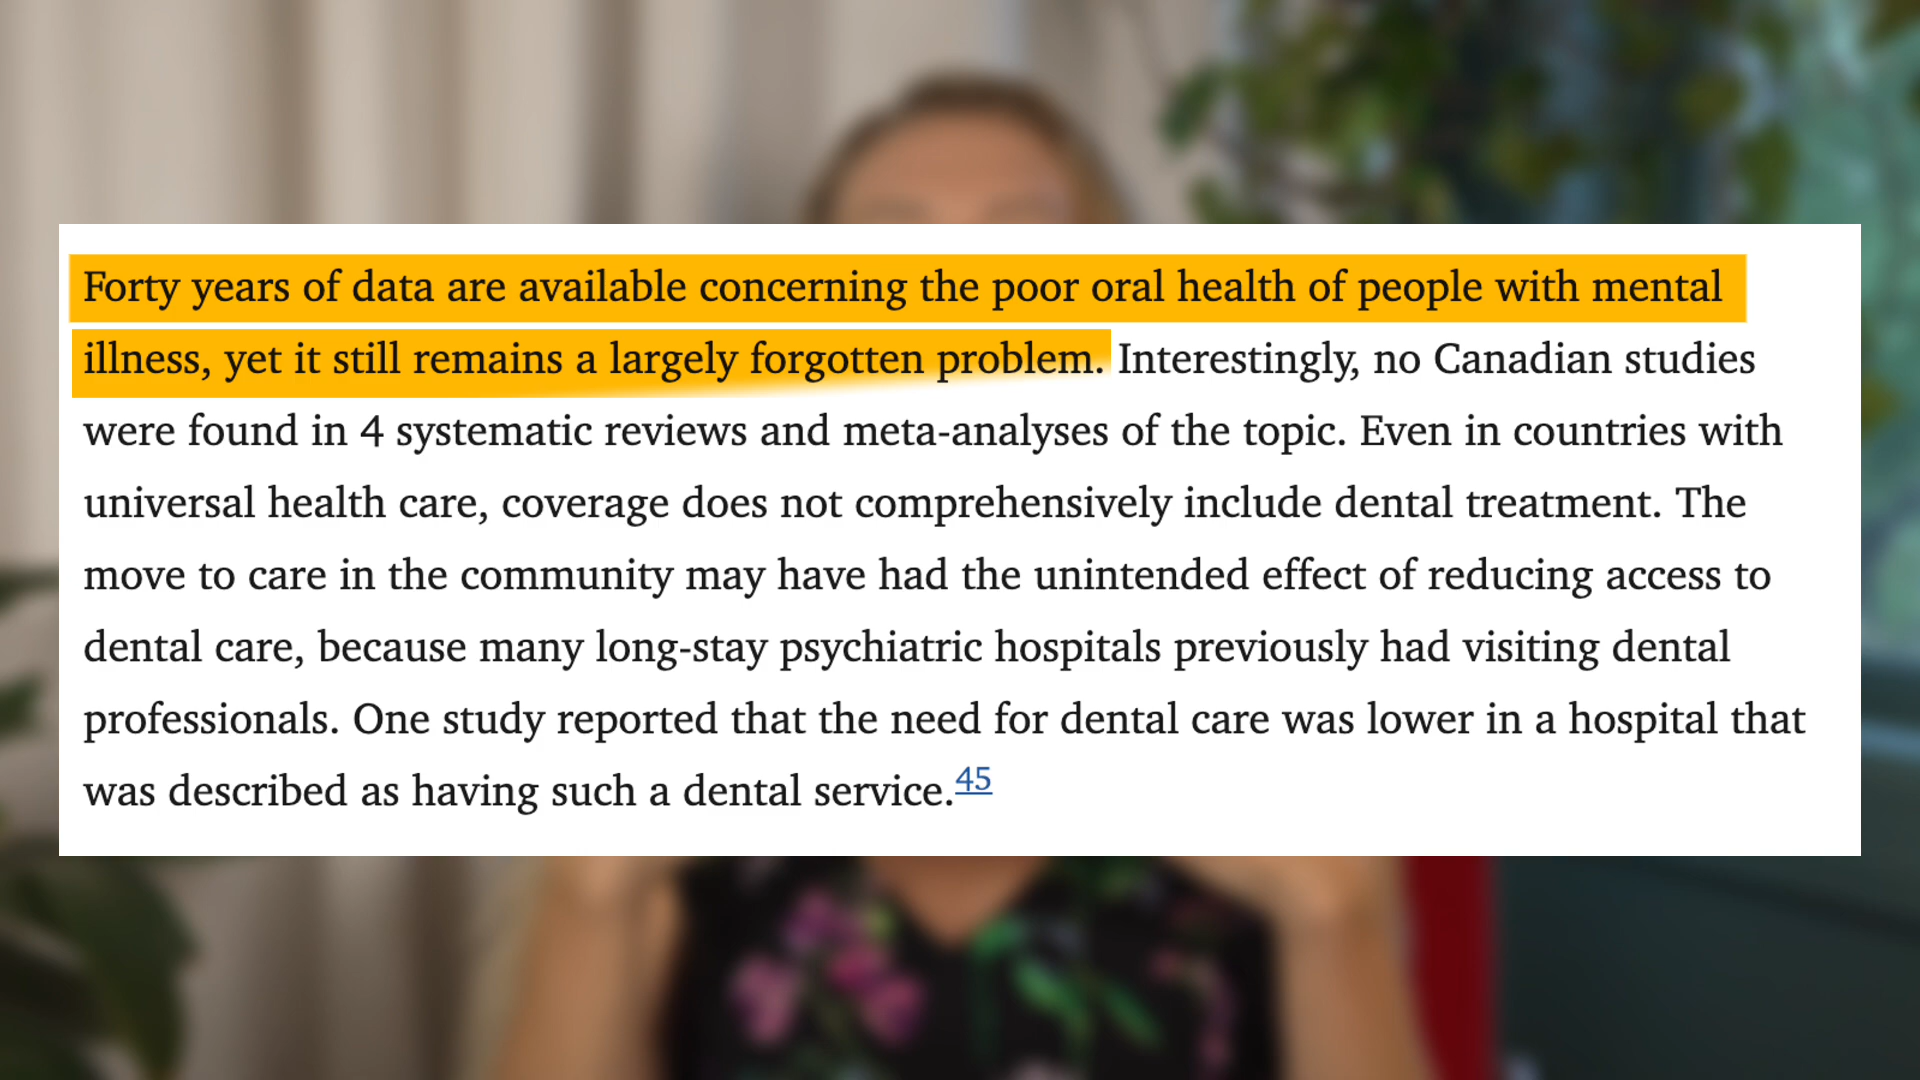 Forty years of data are available concerning the poor oral health of people with mental
illness, yet it still remains a largely forgotten problem. Interestingly, no Canadian studies
were found in 4 systematic reviews and meta-analyses of the topic. Even in countries with
universal health care, coverage does not comprehensively include dental treatment. The
move to care in the community may have had the unintended effect of reducing access to
dental care, because many long-stay psychiatric hospitals previously had visiting dental
professionals. One study reported that the need for dental care was lower in a hospital that
was described as having such a dental service.45